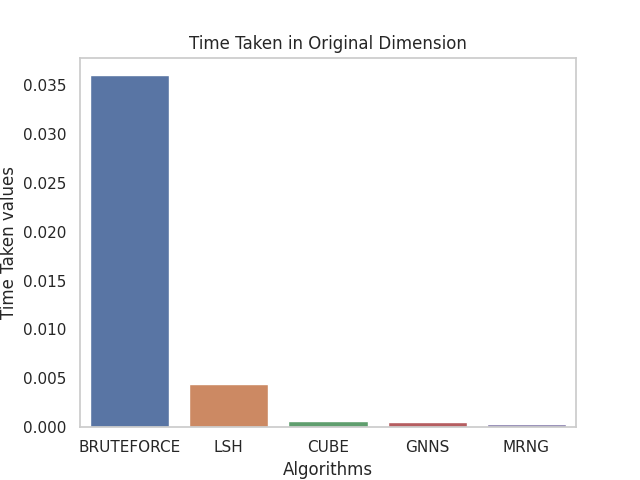 Time Taken in Original Dimension
Time Taken values
0.035
0.030
0.025
0.020
0.015
0.010
0.005
0.000
BRUTEFORCE LSH CUBE GNNS MRNG
Algorithms